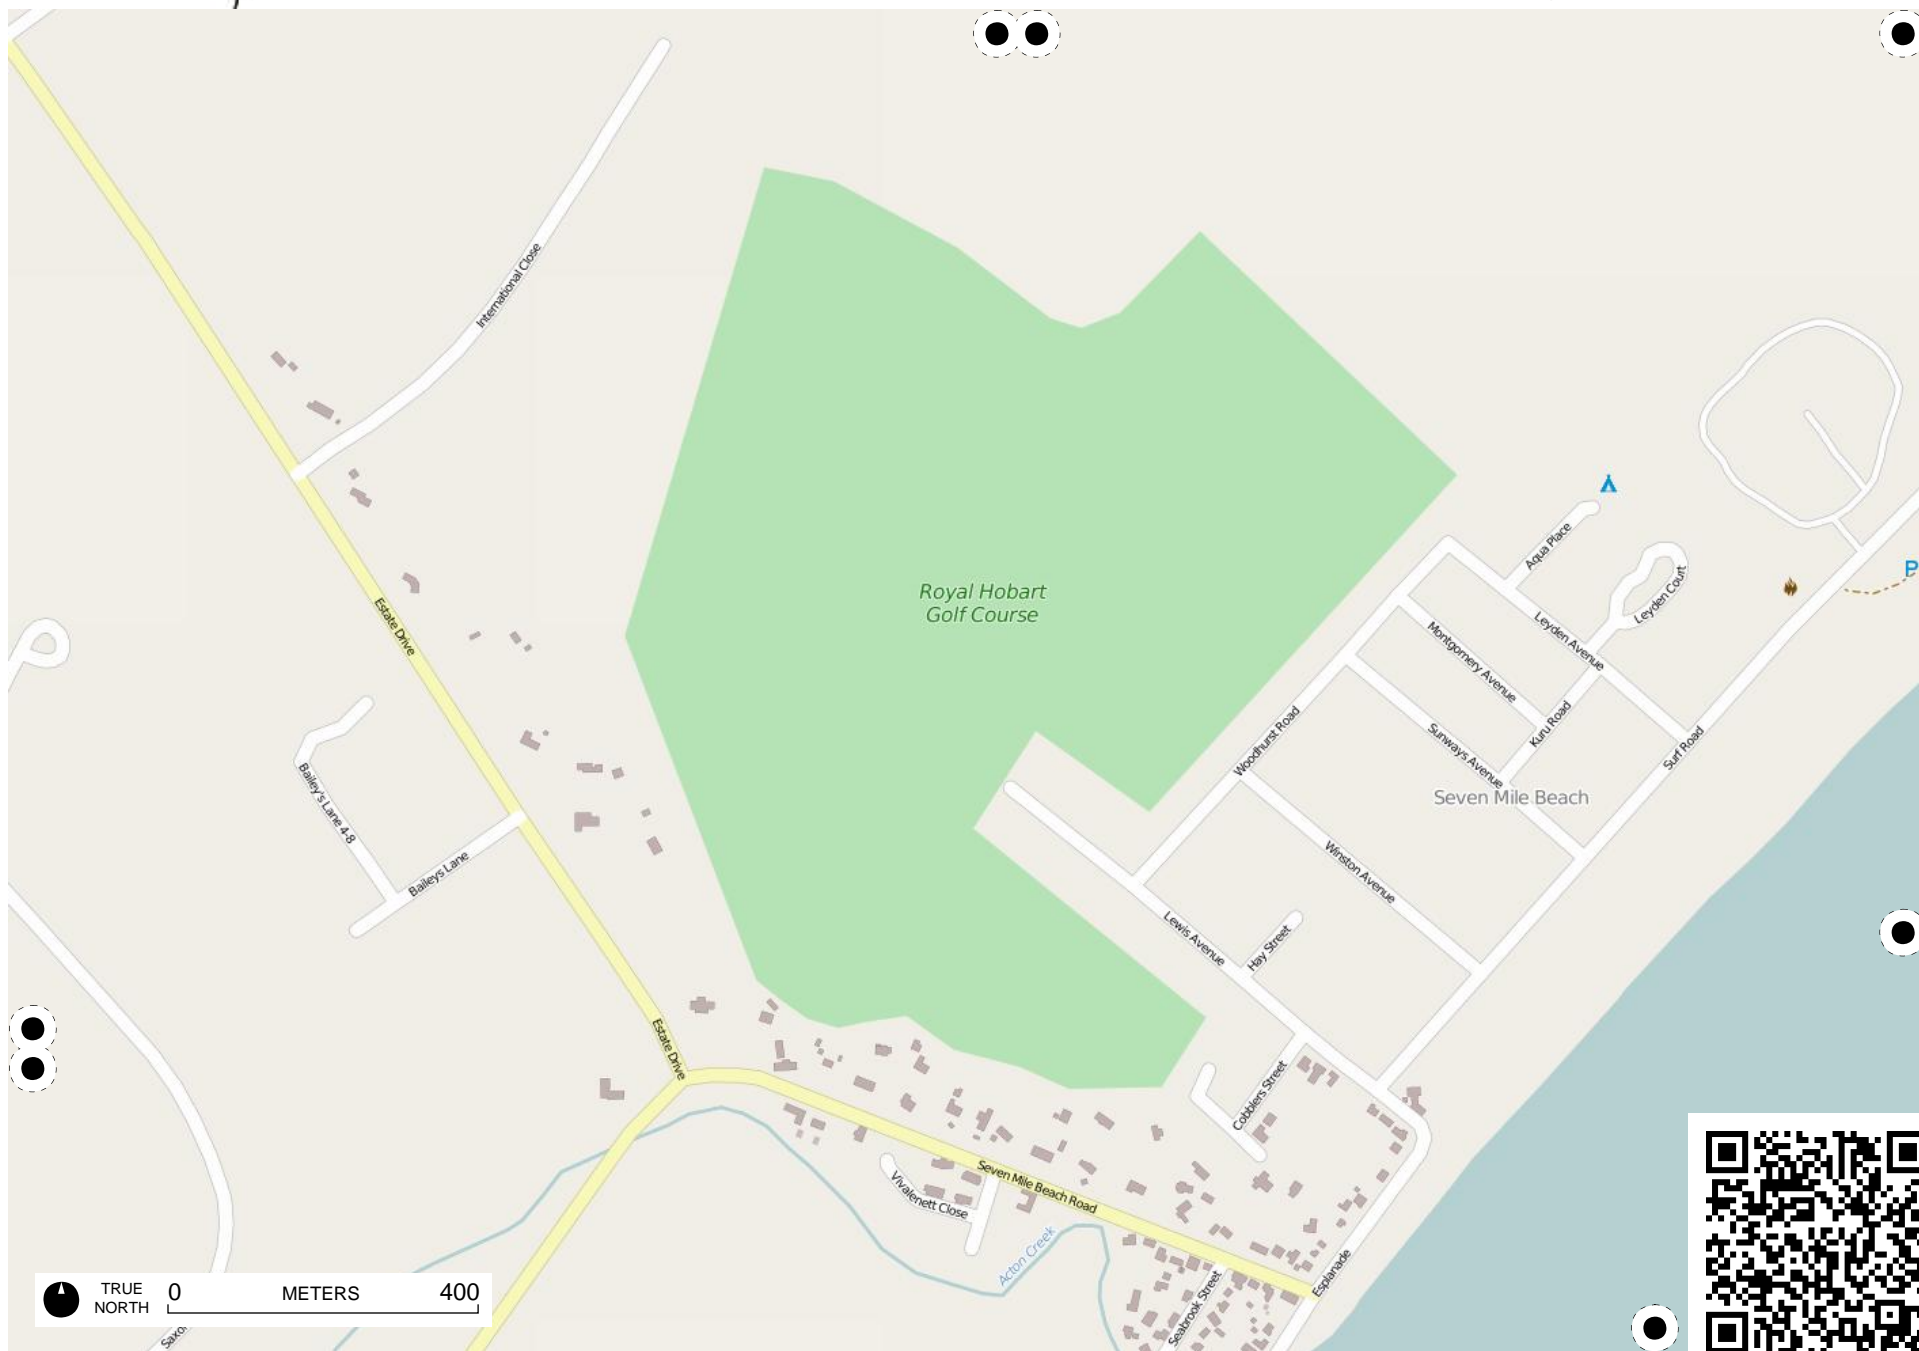 International Close
Estate Drive
Royal Hobart
Golf Course
Aqua Place
Leyden Court
P
Leyden Avenue
Montgomery Avenue
Kuru Road
Sunways Avenue
Woodhurst Road
Surf Road
Seven Mile Beach
Bailey's Lane 4-8
Baileys Lane
Winston Avenue
Lewis Avenue
Hay Street
Estate Drive
Cobblers Street
Seven Mile Beach Road
Vivalenett Close
Acton Creek
Esplanade
Seabrook Street
TRUE
NORTH
0 METERS 400